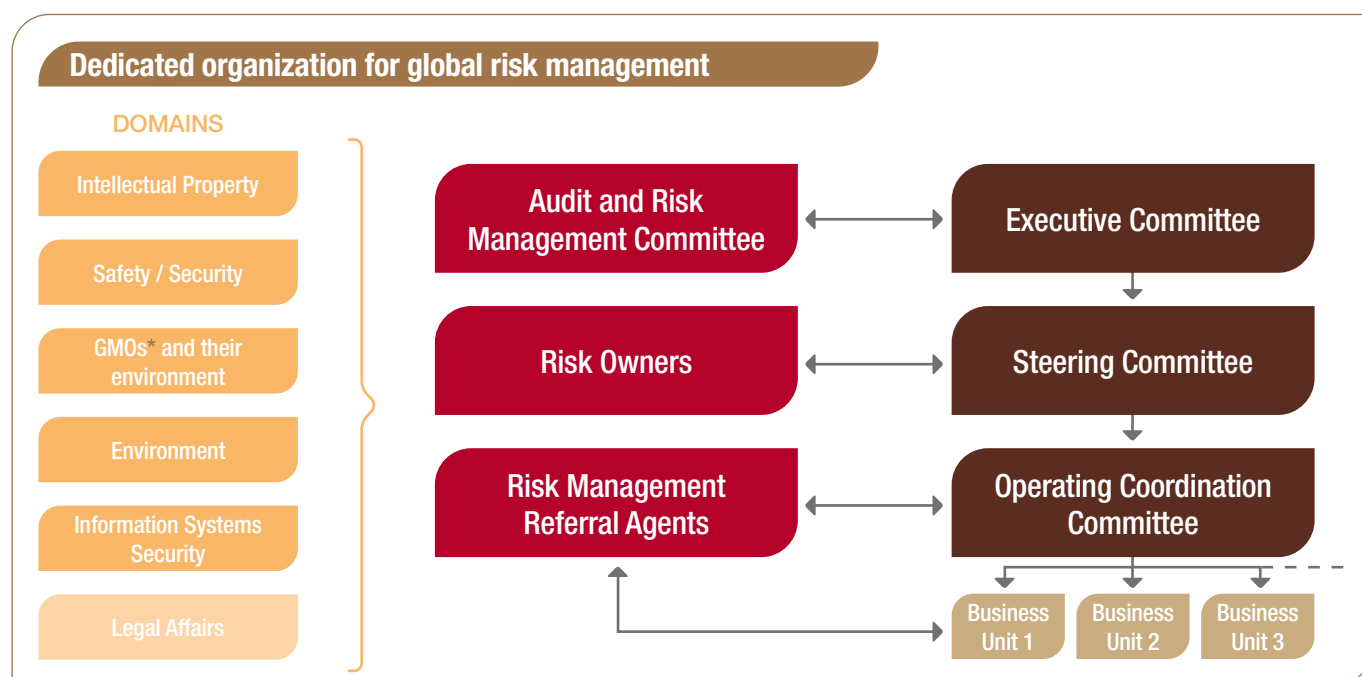 Dedicated organization for global risk management
DOMAINS
Intellectual Property
Safety / Security
GMOs* and their
environment
Environment
Information Systems
Security
Legal Affairs
Audit and Risk
Management Committee
Executive Committee
Risk Owners
Steering Committee
Risk Management
Referral Agents
Operating Coordination
Committee
Business
Unit 1
Business
Unit 2
Business
Unit 3